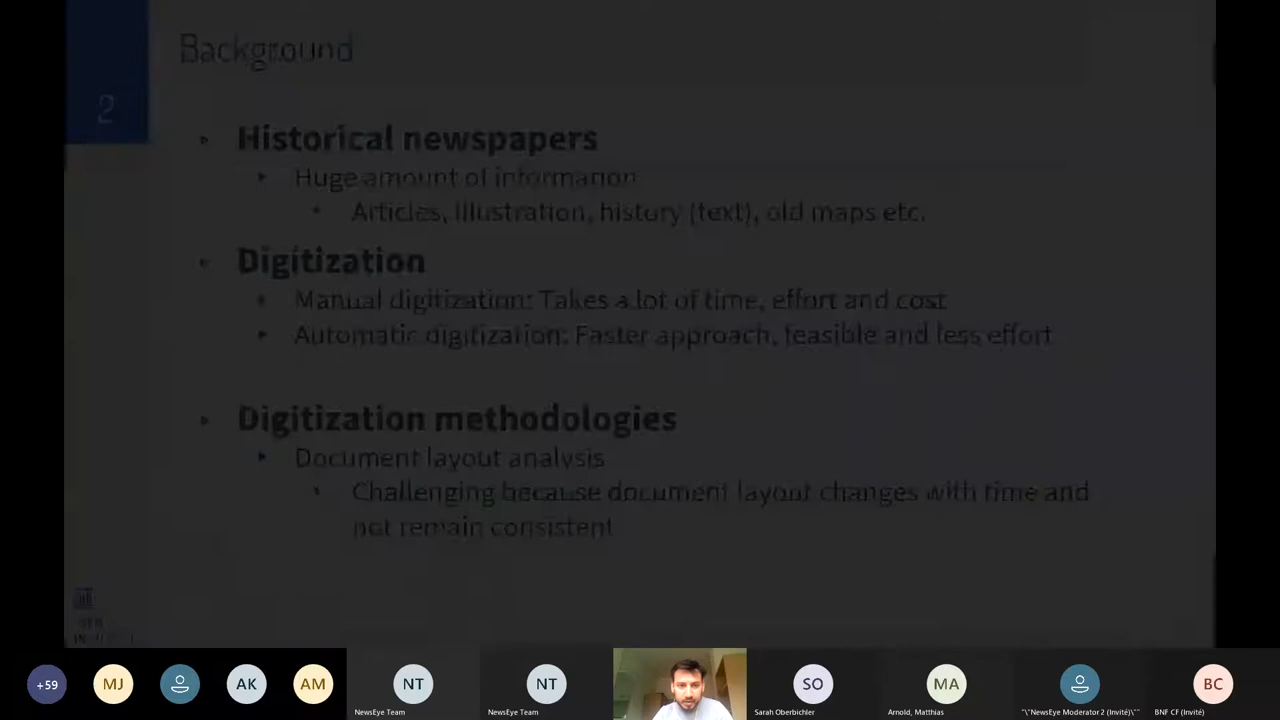 Background
2
Historical newspapers
Huge amount of information
Articles, Illustration, history (text), old maps etc.
Digitization
Manual digitization: Takes a lot of time, effort and cost
Automatic digitization: Faster approach, feasible and less effort
Digitization methodologies
Document layout analysis
Challenging because document layout changes with time and
not remain consistent
+59
MJ
AK
AM
NT
NewsEye Team
NT
NewsEye Team
SO
Sarah Oberbichler
MA
Arnold, Matthias
"\"NewsEye Moderator 2 (Invité)\""
BC
BNF CF (Invité)